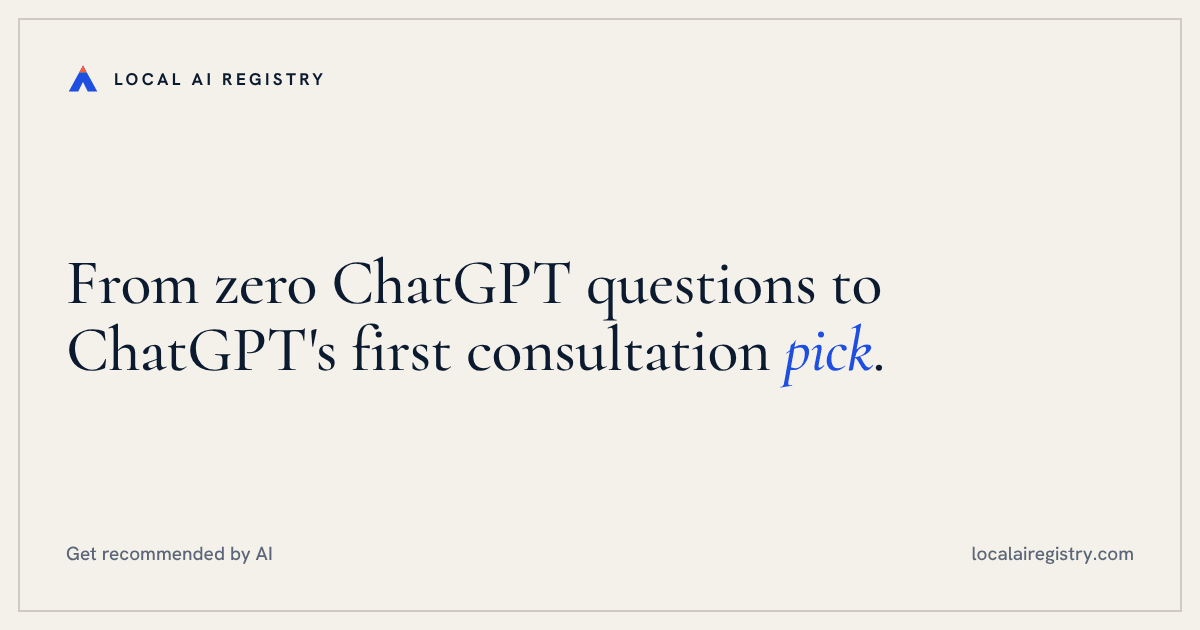 LOCAL AI REGISTRY
From zero ChatGPT questions to
ChatGPT's first consultation pick.
Get recommended by AI
localairegistry.com